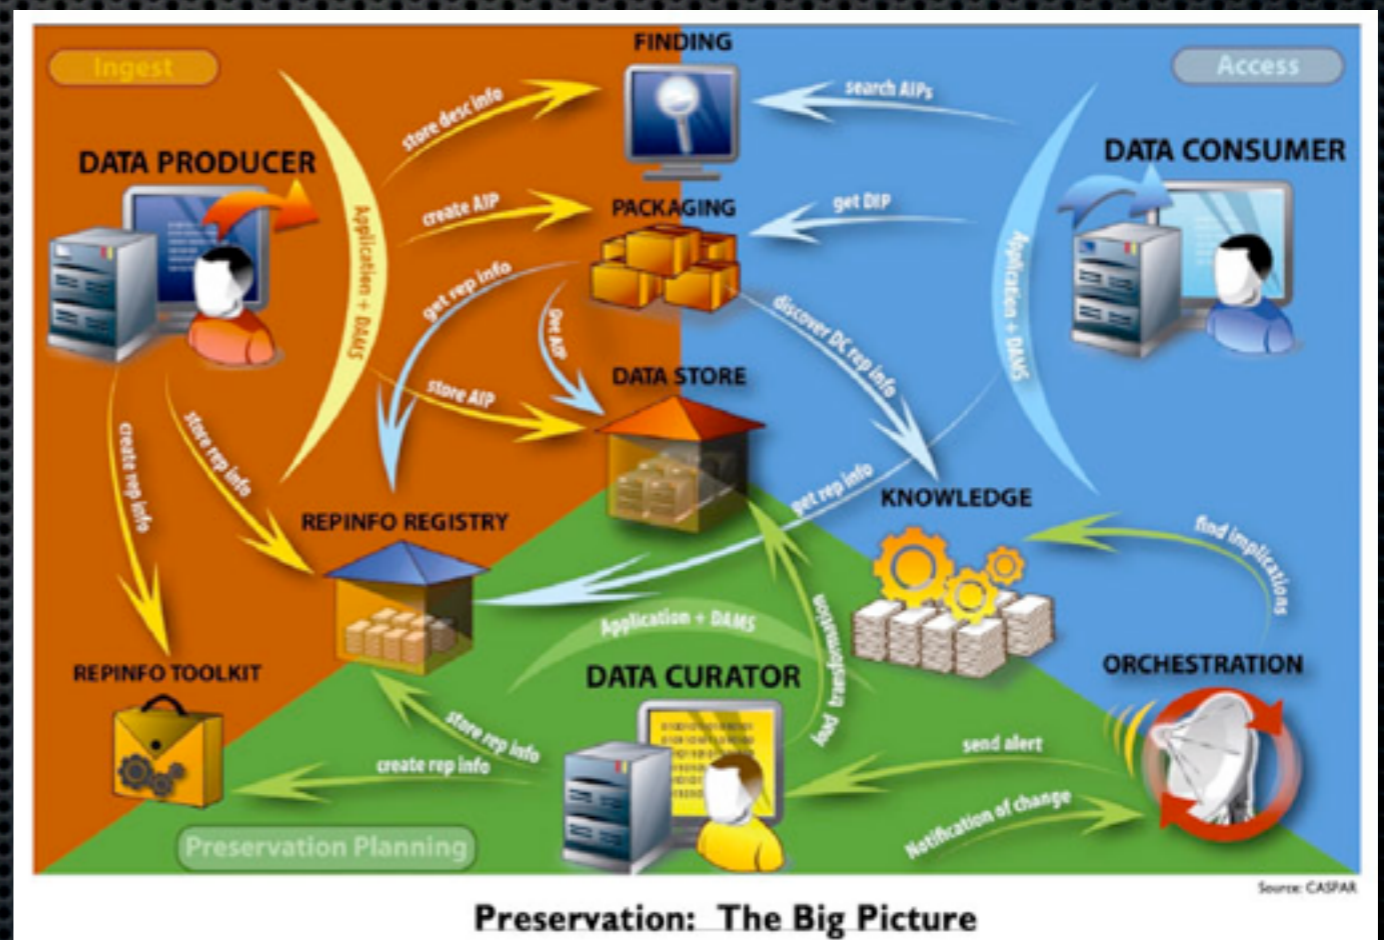 Ingest
FINDING
Access
store desc info
search AIPs
DATA PRODUCER
DATA CONSUMER
create AIP
PACKAGING
get DIP
Application + DAMS
Application + DAMS
get rep info
discover DC rep info
DATA STORE
store AIP
create rep info
store rep info
get rep info
KNOWLEDGE
REPINFO REGISTRY
find implications
Application + DAMS
REPINFO TOOLKIT
DATA CURATOR
transformation
ORCHESTRATION
store rep info
create rep info
send alert
Notification of change
Preservation Planning
Source: CASPAR
Preservation: The Big Picture